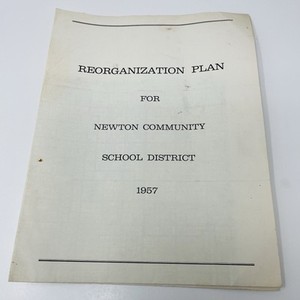 REORGANIZATION PLAN
FOR
NEWTON COMMUNITY
SCHOOL DISTRICT
1957